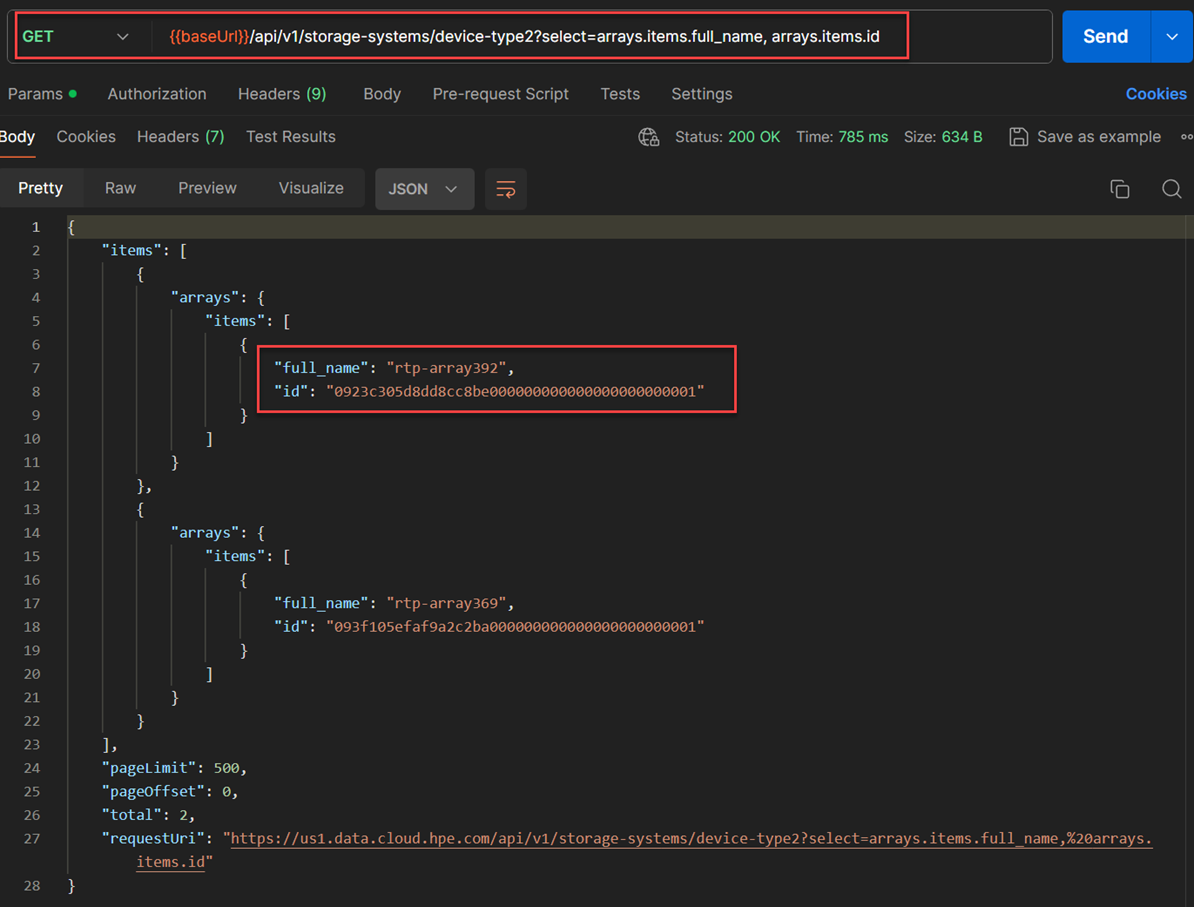 GET {{baseUrl}}/api/v1/storage-systems/device-type2?select=arrays.items.full_name, arrays.items.id Send
Params Authorization Headers (9) Body Pre-request Script Tests Settings Cookies
Body Cookies Headers (7) Test Results Status: 200 OK Time: 785 ms Size: 634 B Save as example
Pretty Raw Preview Visualize JSON
1 {
2 "items": [
3 {
4 "arrays": {
5 "items": [
6 {
7 "full_name": "rtp-array392",
8 "id": "0923c305d8dd8cc8be000000000000000000000001"
9 }
10 ]
11 }
12 },
13 {
14 "arrays": {
15 "items": [
16 {
17 "full_name": "rtp-array369",
18 "id": "093f105efaf9a2c2ba000000000000000000000001"
19 }
20 ]
21 }
22 }
23 ],
24 "pageLimit": 500,
25 "pageOffset": 0,
26 "total": 2,
27 "requestUri": "https://us1.data.cloud.hpe.com/api/v1/storage-systems/device-type2?select=arrays.items.full_name,%20arrays.
items.id"
28 }